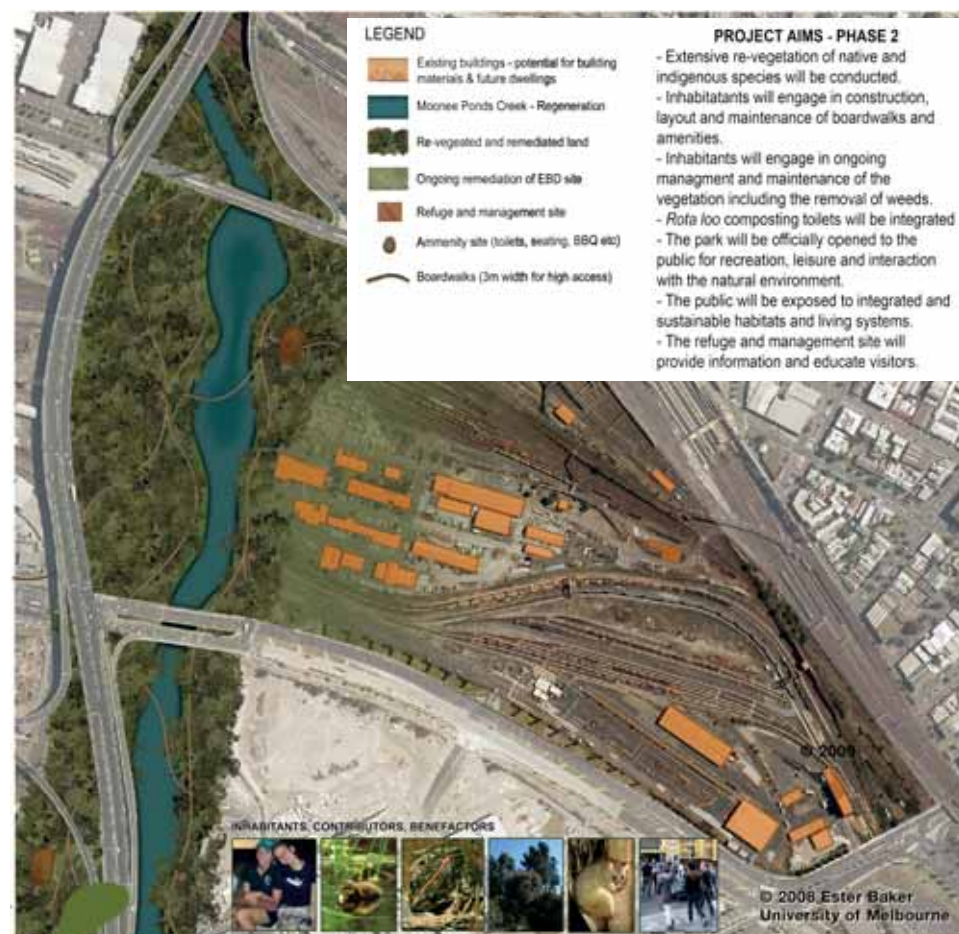 LEGEND
Existing buildings - potential for building
materials & future dwellings
Moonee Ponds Creek - Regeneration
Re-vegeated and remediated land
Ongoing remediation of EBD site
Refuge and management site
Ammenity site (toilets, seating, BBQ etc)
Boardwalks (3m width for high access)
PROJECT AIMS - PHASE 2
- Extensive re-vegetation of native and
indigenous species will be conducted.
- Inhabitatants will engage in construction,
layout and maintenance of boardwalks and
amenities.
- Inhabitants will engage in ongoing
managment and maintenance of the
vegetation including the removal of weeds.
- Rota loo composting toilets will be integrated
- The park will be officially opened to the
public for recreation, leisure and interaction
with the natural environment.
- The public will be exposed to integrated and
sustainable habitats and living systems.
- The refuge and management site will
provide information and educate visitors.
© 2009
INHABITANTS, CONTRIBUTORS, BENEFACTORS
© 2008 Ester Baker
University of Melbourne